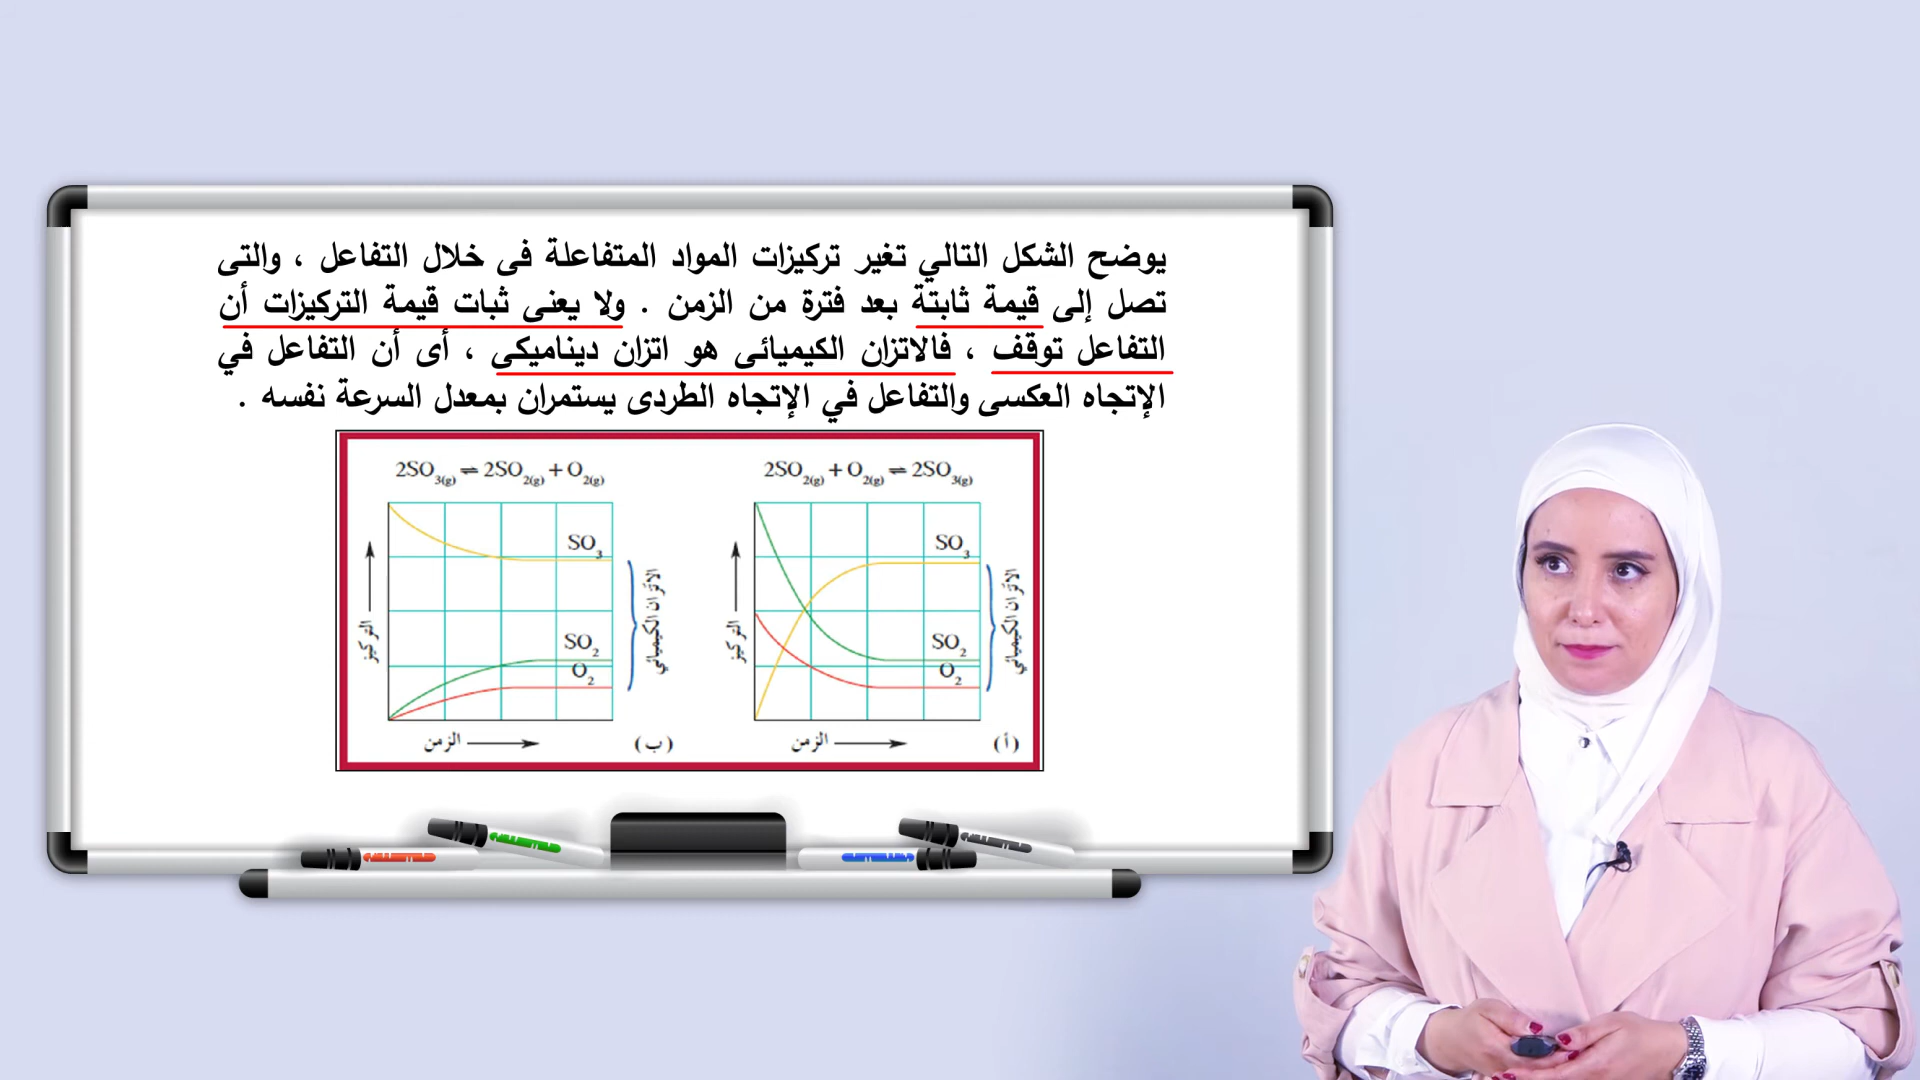 يوضح الشكل التالي تغير تركيزات المواد المتفاعلة فى خلال التفاعل ، والتى
تصل إلى قيمة ثابتة بعد فترة من الزمن . ولا يعنى ثبات قيمة التركيزات أن
التفاعل توقف ، فالاتزان الكيميائى هو اتزان ديناميكى ، أى أن التفاعل في
الإتجاه العكسى والتفاعل في الإتجاه الطردى يستمران بمعدل السرعة نفسه .
2SO₂(g) + O₂(g) ⇌ 2SO₃(g)
SO₃
SO₂
O₂
التركيز
الاتزان الكيميائي
الزمن
(أ)
2SO₃(g) ⇌ 2SO₂(g) + O₂(g)
SO₃
SO₂
O₂
التركيز
الاتزان الكيميائي
الزمن
(ب)